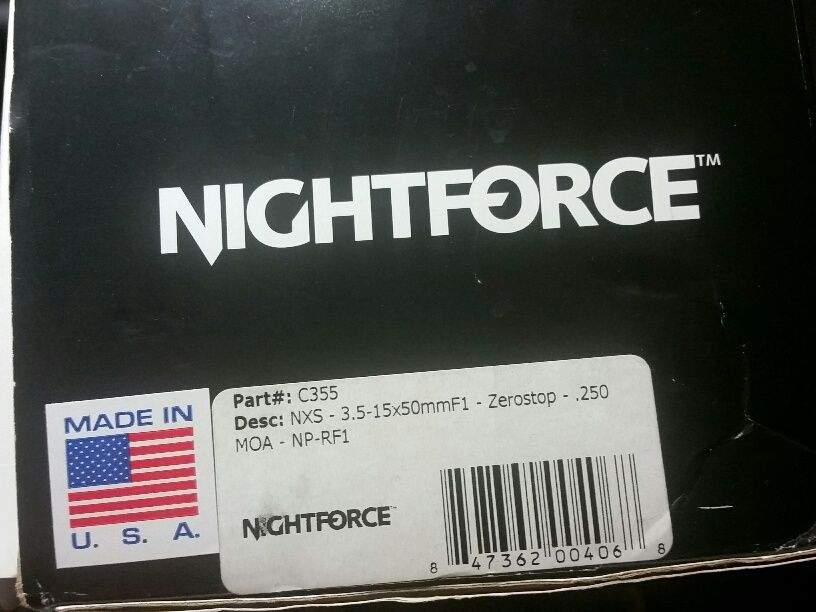 NIGHTFORCE™
MADE IN
U. S. A.
Part#: C355
Desc: NXS - 3.5-15x50mmF1 - Zerostop - .250
MOA - NP-RF1
NIGHTFORCE™
8 47362 00406 8